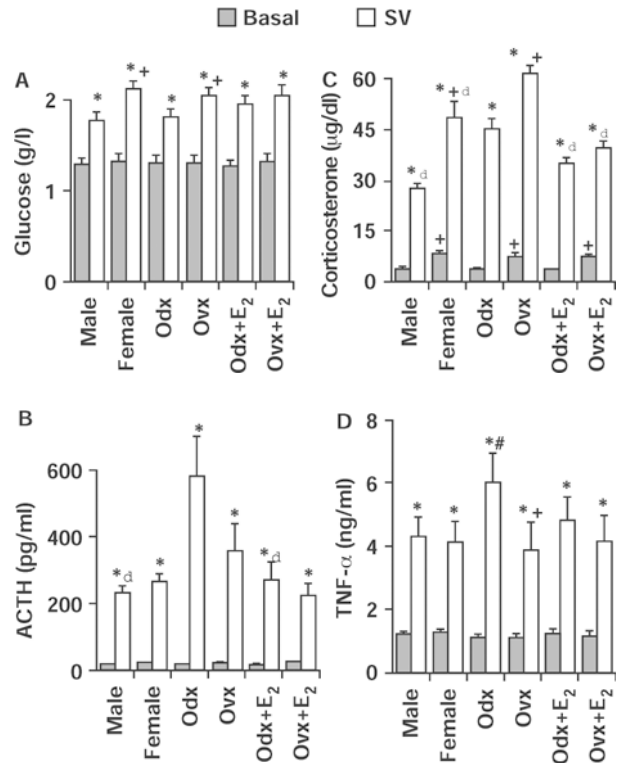 Basal SV
A
Glucose (g/l)
2
1
0
* *+ * *+ * *
Male Female Odx Ovx Odx+E2 Ovx+E2
C
Corticosterone (µg/dl)
60
45
30
15
0
*d *+d * *+ *d *d
+ + +
Male Female Odx Ovx Odx+E2 Ovx+E2
B
ACTH (pg/ml)
600
400
200
0
*d * * * *d *
Male Female Odx Ovx Odx+E2 Ovx+E2
D
TNF-α (ng/ml)
8
6
4
2
0
* * *# *+ * *
Male Female Odx Ovx Odx+E2 Ovx+E2